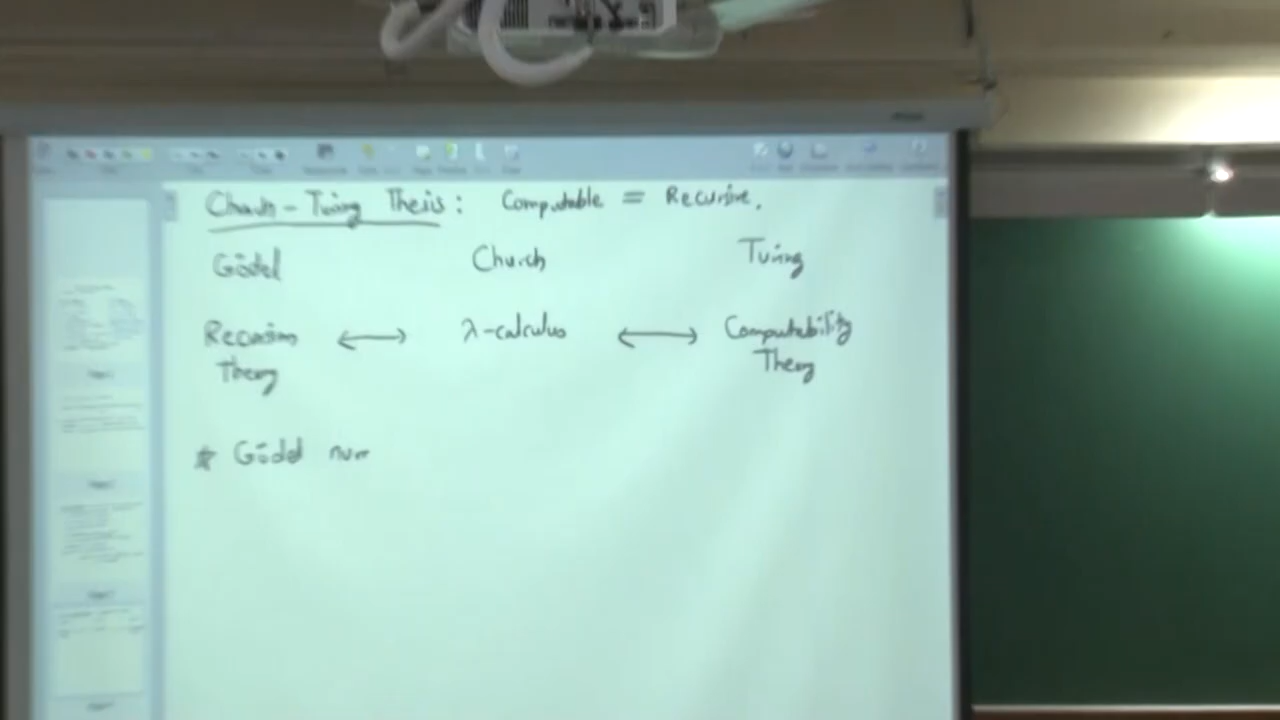 Church-Turing Thesis: Computable = Recursive.
Gödel Church Turing
Recursion ↔ λ-calculus ↔ Computability
Theory Theory
* Gödel num